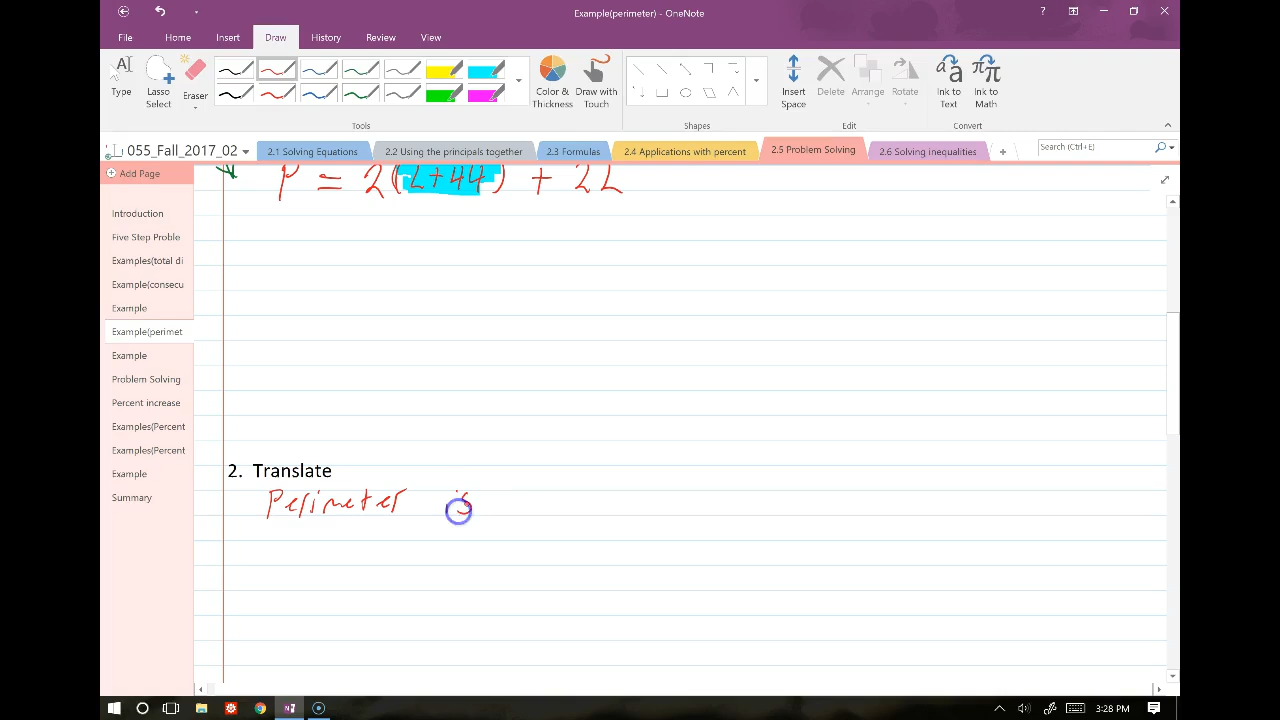 Example(perimeter) - OneNote
?
File Home Insert Draw History Review View
Type
Lasso Select
Eraser
Color & Thickness
Draw with Touch
Insert Space
Delete
Arrange
Rotate
Ink to Text
Ink to Math
Tools
Shapes
Edit
Convert
055_Fall_2017_02
2.1 Solving Equations
2.2 Using the principals together
2.3 Formulas
2.4 Applications with percent
2.5 Problem Solving
2.6 Solving inequalities
Search (Ctrl+E)
Add Page
Introduction
Five Step Proble
Examples(total di
Example(consecu
Example
Example(perimet
Example
Problem Solving
Percent increase
Examples(Percent
Examples(Percent
Example
Summary
P = 2(L+44) + 2L
2. Translate
Perimeter is
3:28 PM